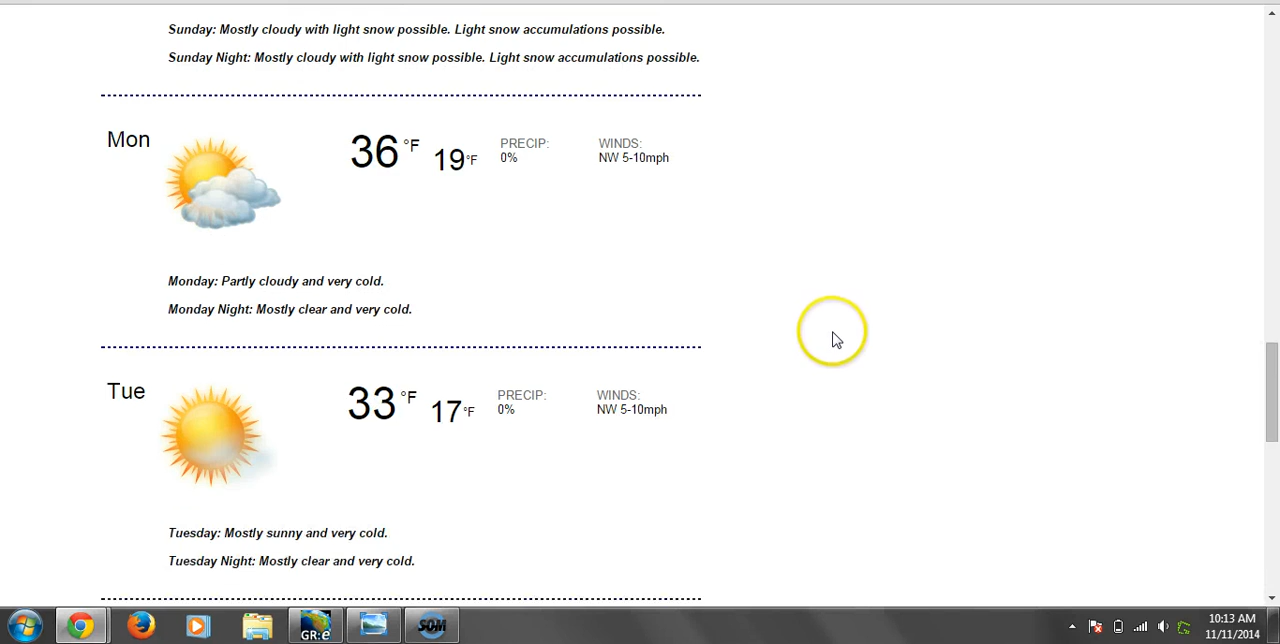 Sunday: Mostly cloudy with light snow possible. Light snow accumulations possible.
Sunday Night: Mostly cloudy with light snow possible. Light snow accumulations possible.
Mon
36 °F 19 °F
PRECIP:
0%
WINDS:
NW 5-10mph
Monday: Partly cloudy and very cold.
Monday Night: Mostly clear and very cold.
Tue
33 °F 17 °F
PRECIP:
0%
WINDS:
NW 5-10mph
Tuesday: Mostly sunny and very cold.
Tuesday Night: Mostly clear and very cold.
GR:e
SQM
10:13 AM
11/11/2014